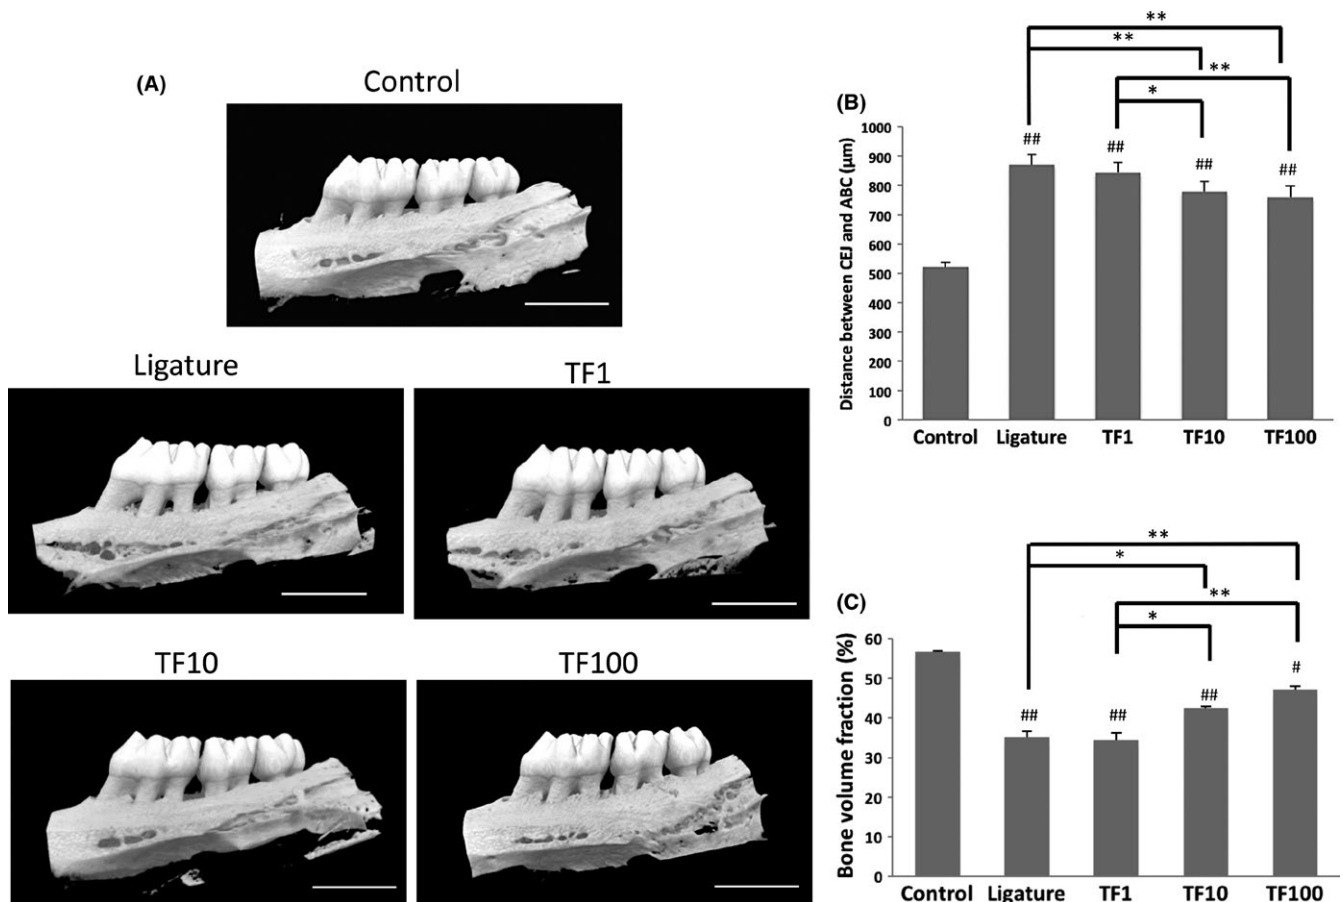 (A)
Control
Ligature
TF1
TF10
TF100
(B)
**
**
**
*
##
##
##
##
Distance between CEJ and ABC (μm)
1000
900
800
700
600
500
400
300
200
100
0
Control Ligature TF1 TF10 TF100
(C)
**
*
**
*
#
##
##
##
Bone volume fraction (%)
60
50
40
30
20
10
0
Control Ligature TF1 TF10 TF100